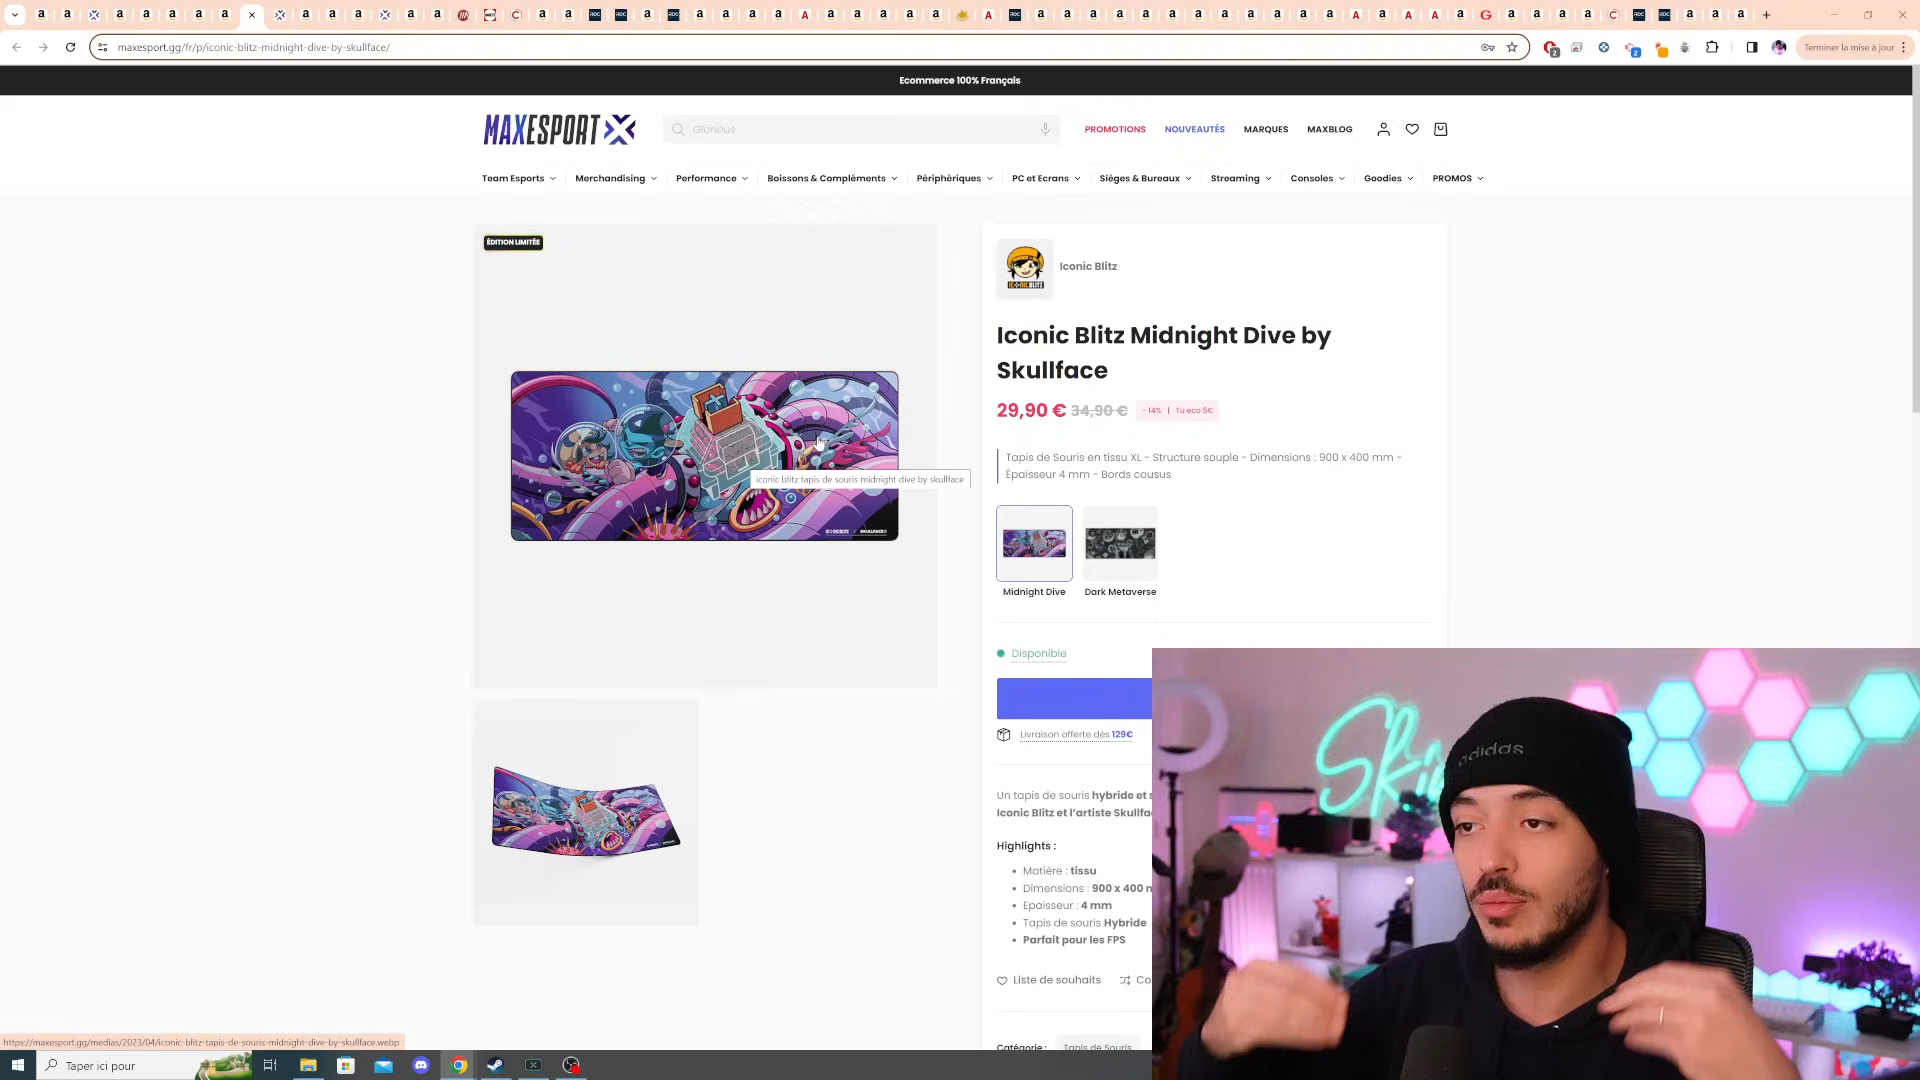 maxesport.gg/fr/p/iconic-blitz-midnight-dive-by-skullface/
Terminer la mise à jour
Ecommerce 100% Français
MAXESPORT
Glorious
PROMOTIONS
NOUVEAUTÉS
MARQUES
MAXBLOG
Team Esports
Merchandising
Performance
Boissons & Compléments
Périphériques
PC et Ecrans
Sièges & Bureaux
Streaming
Consoles
Goodies
PROMOS
ÉDITION LIMITÉE
Iconic Blitz
Iconic Blitz Midnight Dive by
Skullface
29,90 € 34,90 € - 14% | Tu eco 5€
Tapis de Souris en tissu XL - Structure souple - Dimensions : 900 x 400 mm -
Épaisseur 4 mm - Bords cousus
iconic blitz tapis de souris midnight dive by skullface
Midnight Dive
Dark Metaverse
Disponible
Livraison offerte dès 129€
Un tapis de souris hybride et s
Iconic Blitz et l'artiste Skullfa
Highlights :
Matière : tissu
Dimensions : 900 x 400 m
Epaisseur : 4 mm
Tapis de souris Hybride
Parfait pour les FPS
Liste de souhaits
Co
Catégorie : Tapis de Souris
adidas
https://maxesport.gg/medias/2023/04/iconic-blitz-tapis-de-souris-midnight-dive-by-skullface.webp
Taper ici pour